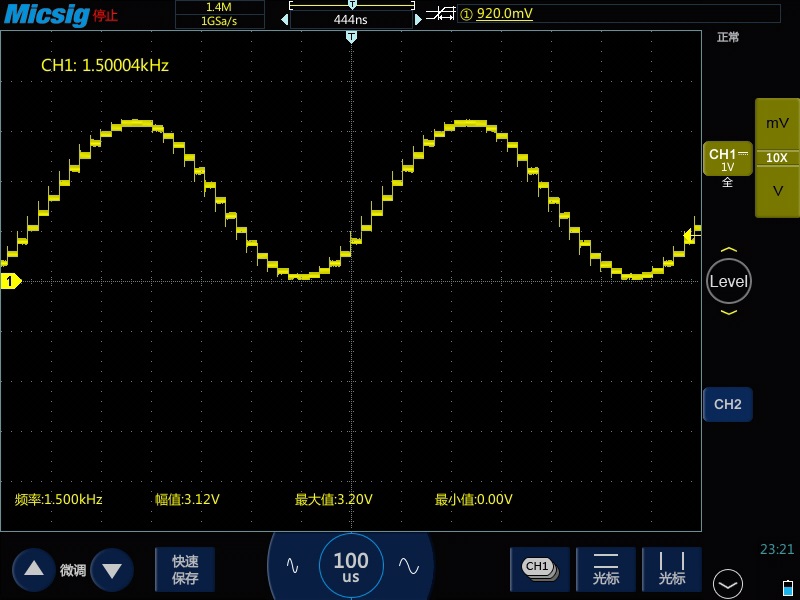 Micsig 停止
1.4M
1GSa/s
T
444ns
① 920.0mV
T
正常
CH1: 1.50004kHz
mV
CH1
1V
10X
全
V
1
Level
CH2
频率:1.500kHz 幅值:3.12V 最大值:3.20V 最小值:0.00V
微调
快速
保存
100
us
CH1
光标
光标
23:21